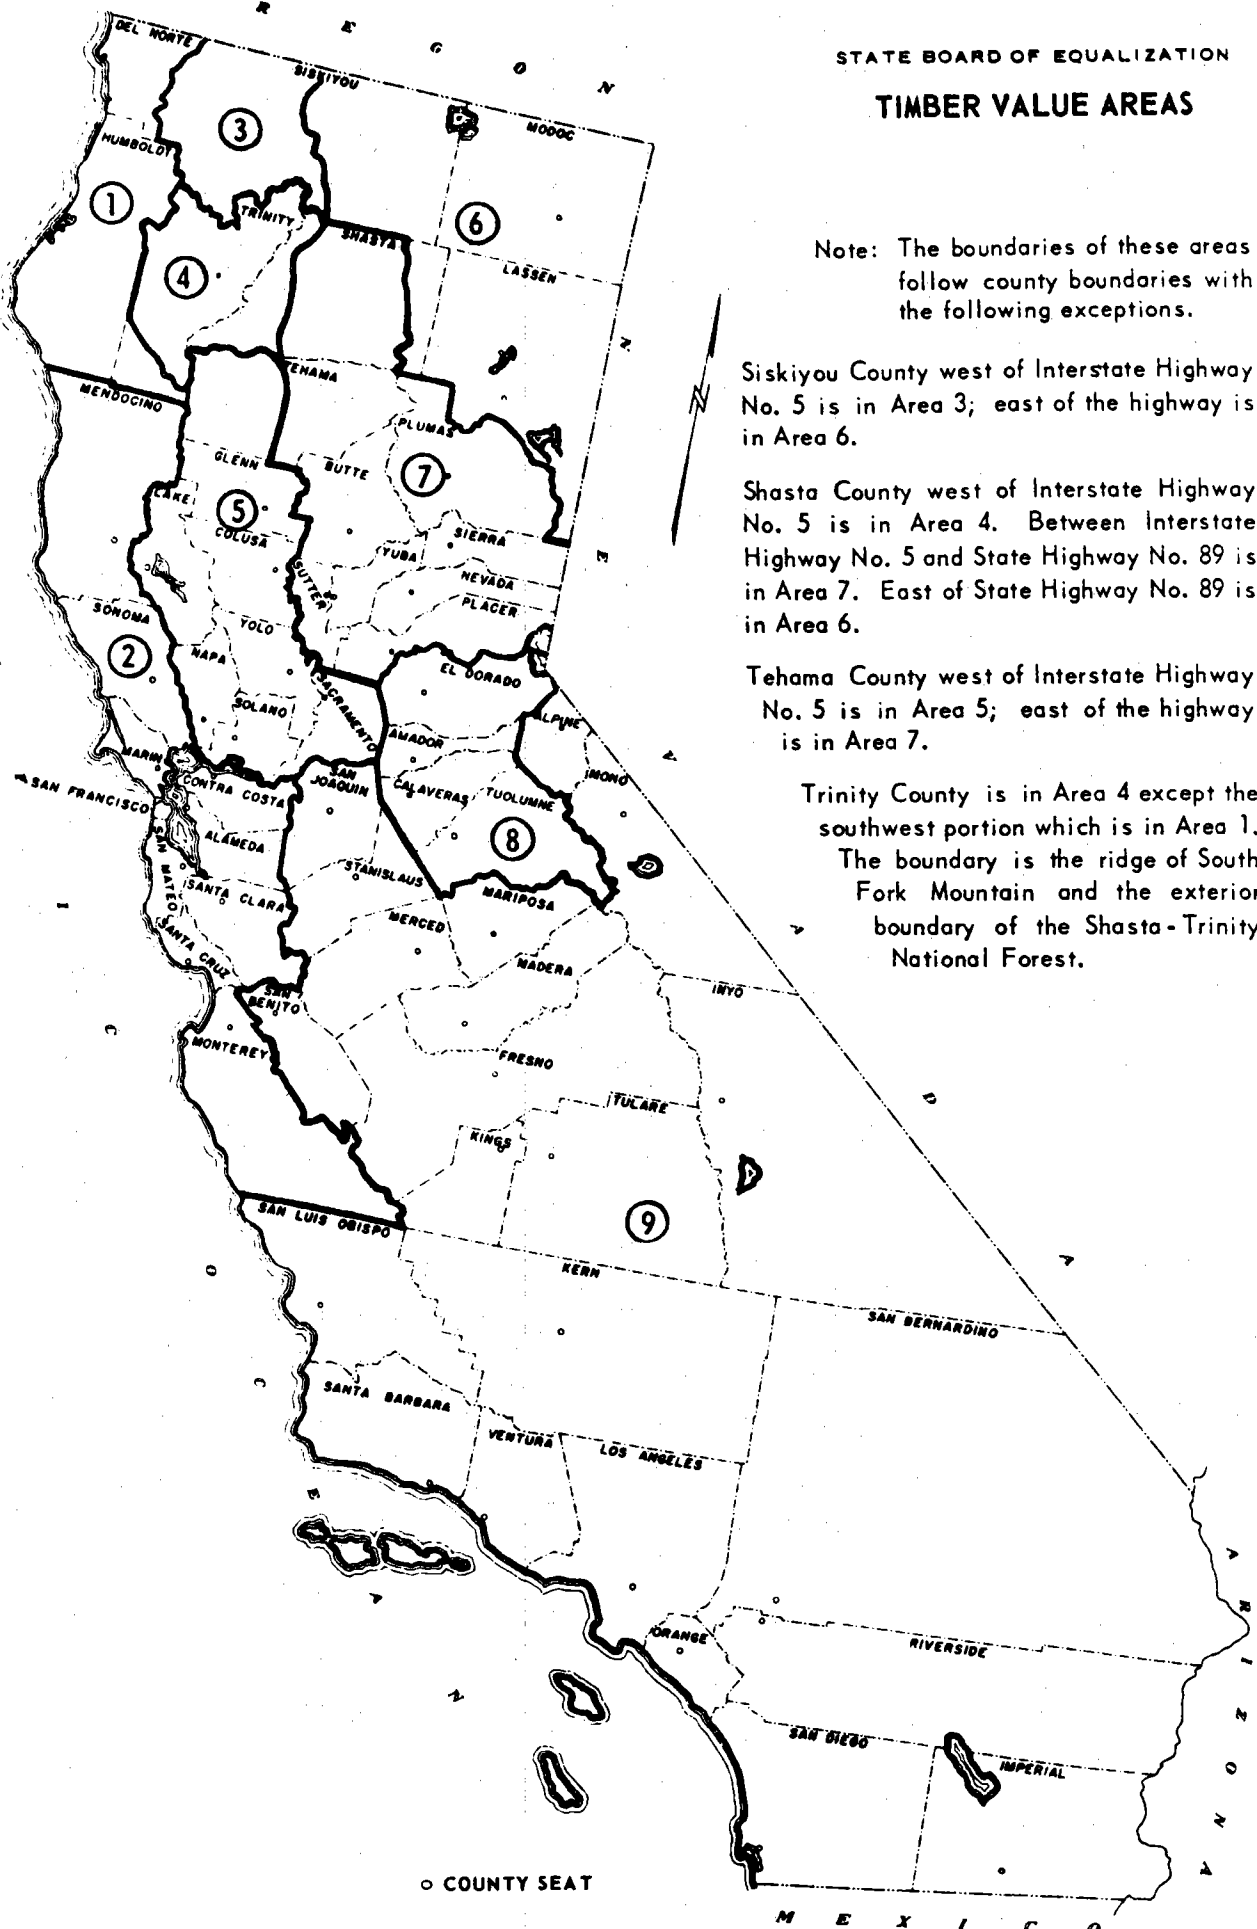 O R E G O N
STATE BOARD OF EQUALIZATION
TIMBER VALUE AREAS
Note: The boundaries of these areas
follow county boundaries with
the following exceptions.
Siskiyou County west of Interstate Highway
No. 5 is in Area 3; east of the highway is
in Area 6.
Shasta County west of Interstate Highway
No. 5 is in Area 4. Between Interstate
Highway No. 5 and State Highway No. 89 is
in Area 7. East of State Highway No. 89 is
in Area 6.
Tehama County west of Interstate Highway
No. 5 is in Area 5; east of the highway
is in Area 7.
Trinity County is in Area 4 except the
southwest portion which is in Area 1.
The boundary is the ridge of South
Fork Mountain and the exterior
boundary of the Shasta-Trinity
National Forest.
DEL NORTE
SISKIYOU
MODOC
3
HUMBOLDT
1
TRINITY
6
SHASTA
4
LASSEN
TEHAMA
MENDOCINO
PLUMAS
GLENN
BUTTE
7
LAKE
5
COLUSA
SIERRA
YUBA
SUTTER
NEVADA
PLACER
SONOMA
YOLO
2
NAPA
EL DORADO
SACRAMENTO
SOLANO
ALPINE
AMADOR
MARIN
SAN
JOAQUIN
MONO
CONTRA COSTA
CALAVERAS
TUOLUMNE
SAN FRANCISCO
ALAMEDA
8
SAN MATEO
STANISLAUS
SANTA CLARA
MARIPOSA
MERCED
SANTA CRUZ
MADERA
SAN
BENITO
INYO
MONTEREY
FRESNO
TULARE
KINGS
SAN LUIS OBISPO
9
KERN
SAN BERNARDINO
SANTA BARBARA
VENTURA
LOS ANGELES
ORANGE
RIVERSIDE
SAN DIEGO
IMPERIAL
N E V A D A
A R I Z O N A
M E X I C O
COUNTY SEAT